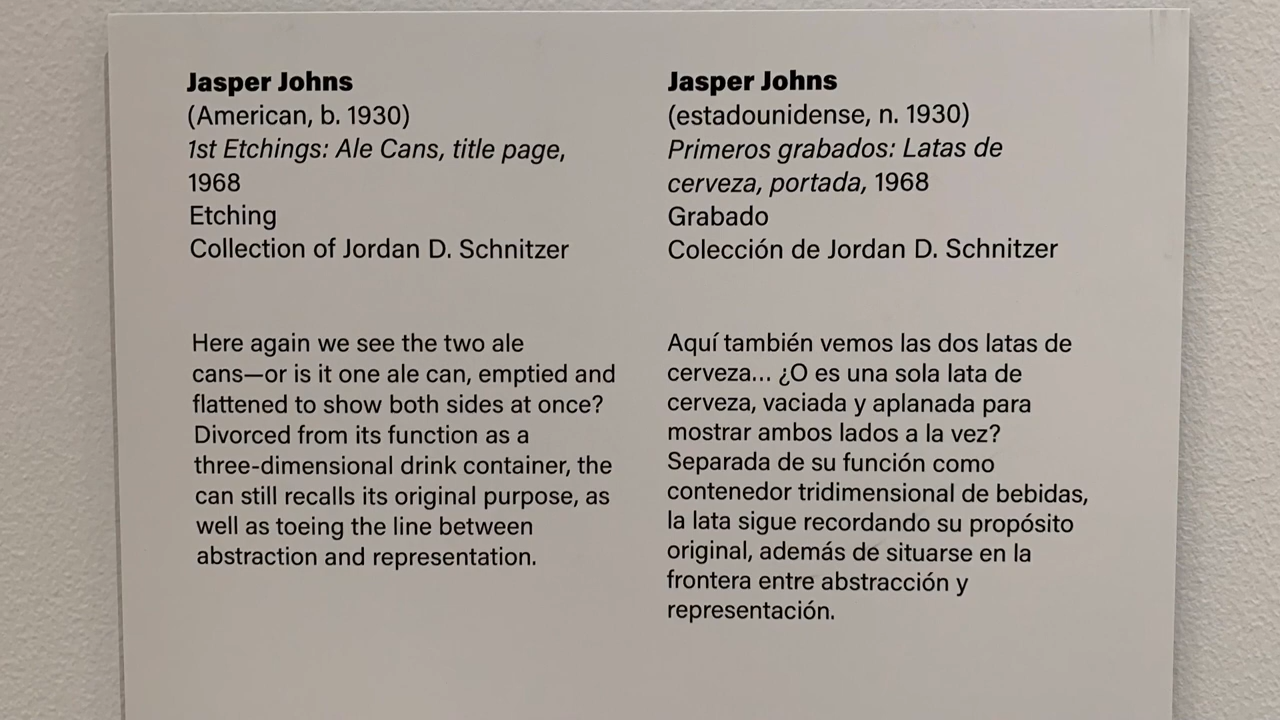 Jasper Johns
(American, b. 1930)
1st Etchings: Ale Cans, title page,
1968
Etching
Collection of Jordan D. Schnitzer
Here again we see the two ale
cans—or is it one ale can, emptied and
flattened to show both sides at once?
Divorced from its function as a
three-dimensional drink container, the
can still recalls its original purpose, as
well as toeing the line between
abstraction and representation.
Jasper Johns
(estadounidense, n. 1930)
Primeros grabados: Latas de
cerveza, portada, 1968
Grabado
Colección de Jordan D. Schnitzer
Aquí también vemos las dos latas de
cerveza... ¿O es una sola lata de
cerveza, vaciada y aplanada para
mostrar ambos lados a la vez?
Separada de su función como
contenedor tridimensional de bebidas,
la lata sigue recordando su propósito
original, además de situarse en la
frontera entre abstracción y
representación.